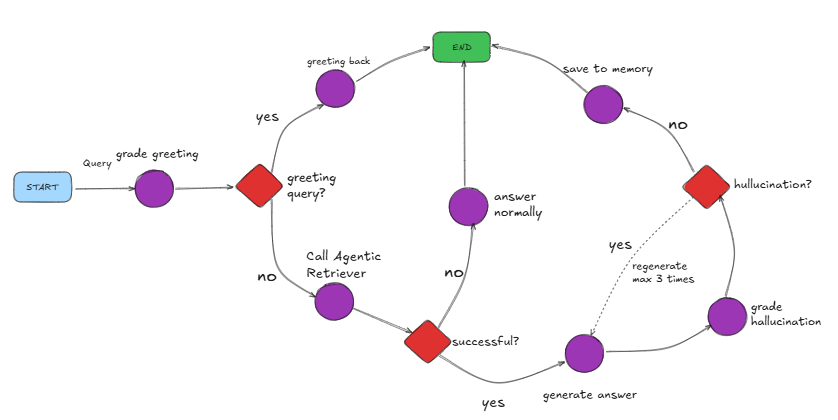 END
greeting back
save to memory
yes
no
Query
grade greeting
START
greeting
query?
hullucination?
answer
normally
yes
Call Agentic
Retriever
no
no
regenerate
max 3 times
grade
hallucination
successful?
generate answer
yes